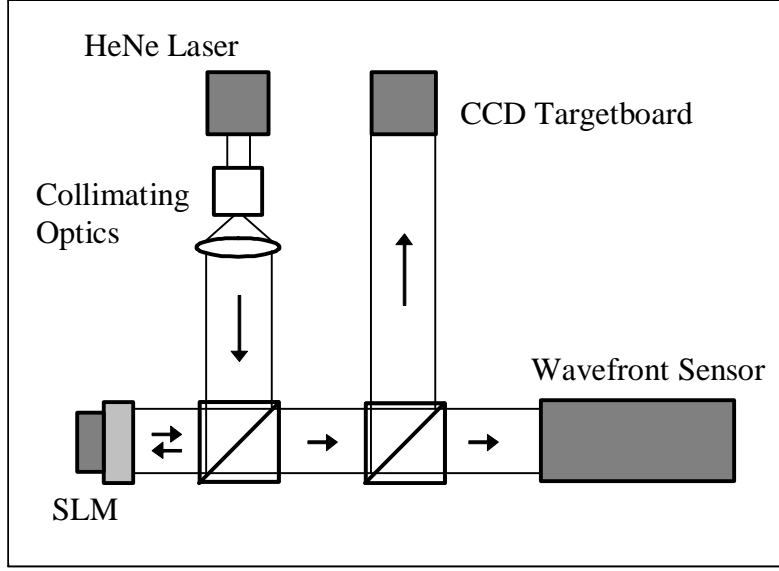 HeNe Laser
CCD Targetboard
Collimating
Optics
Wavefront Sensor
SLM